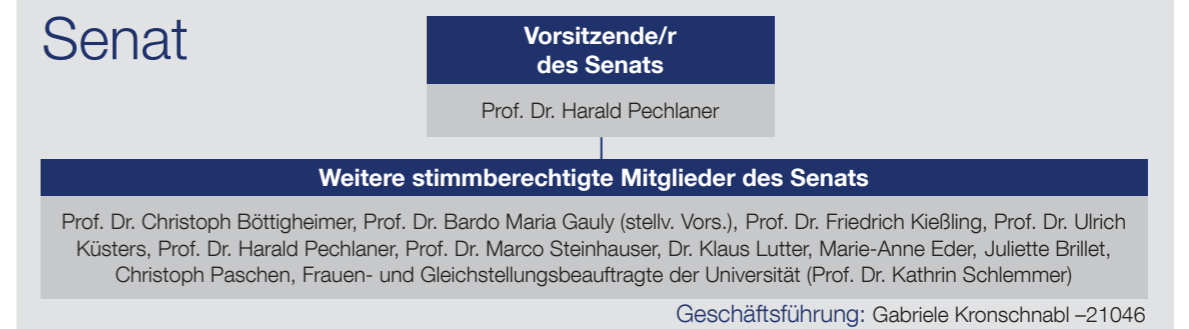 Senat
Vorsitzende/r
des Senats
Prof. Dr. Harald Pechlaner
Weitere stimmberechtigte Mitglieder des Senats
Prof. Dr. Christoph Böttigheimer, Prof. Dr. Bardo Maria Gauly (stellv. Vors.), Prof. Dr. Friedrich Kießling, Prof. Dr. Ulrich
Küsters, Prof. Dr. Harald Pechlaner, Prof. Dr. Marco Steinhauser, Dr. Klaus Lutter, Marie-Anne Eder, Juliette Brillet,
Christoph Paschen, Frauen- und Gleichstellungsbeauftragte der Universität (Prof. Dr. Kathrin Schlemmer)
Geschäftsführung: Gabriele Kronschnabl –21046